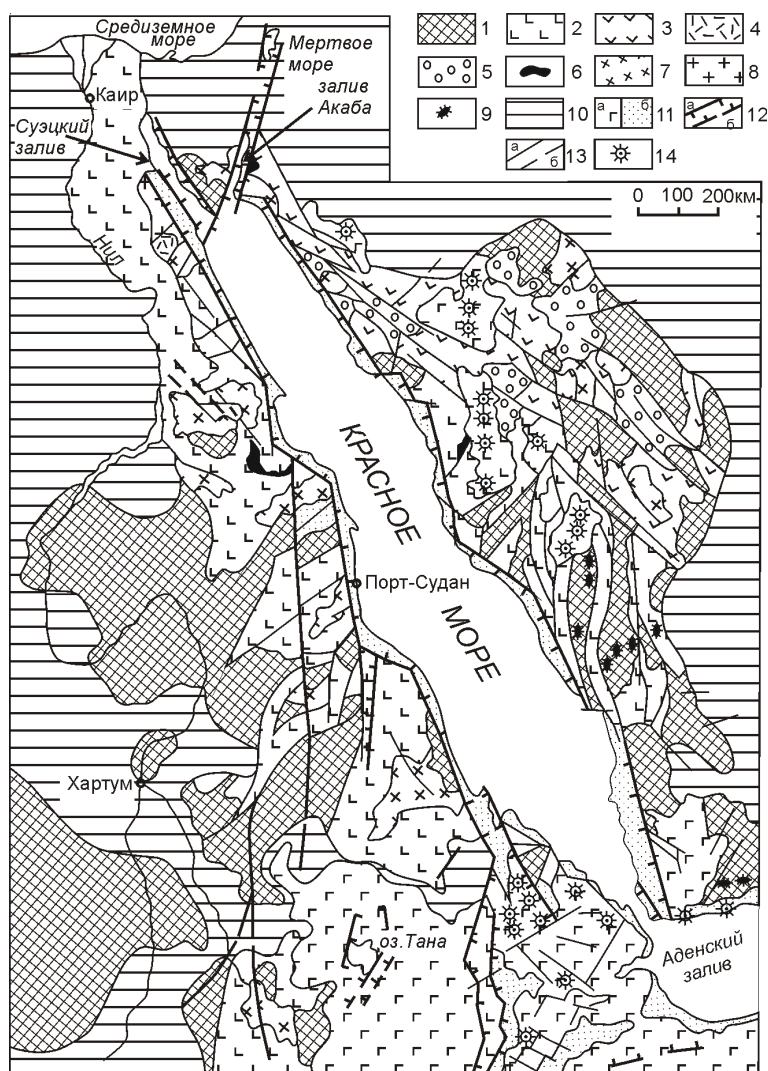 Средиземное
море
Мертвое
море
залив
Акаба
Каир
Суэцкий
залив
Нил
1 2 3 4
5 6 7 8
9 10 а б 11 а б 12
а б 13 14
0 100 200км
КРАСНОЕ
МОРЕ
Порт-Судан
Хартум
оз.Тана
Аденский
залив